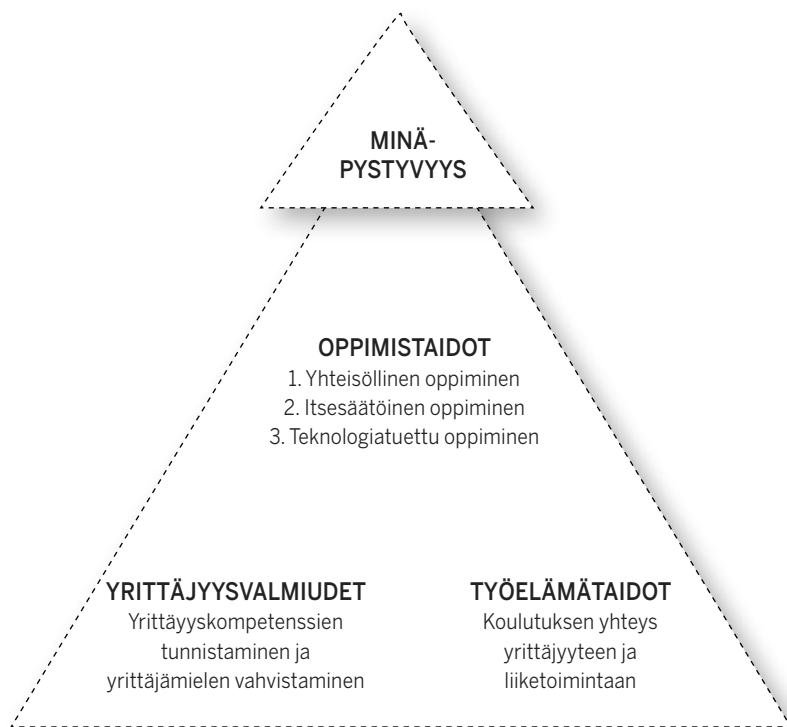 MINÄ-
PYSTYVYYS
OPPIMISTAIDOT
1. Yhteisöllinen oppiminen
2. Itsesäätöinen oppiminen
3. Teknologiatuettu oppiminen
YRITTÄJYYSVALMIUDET
Yrittäyyskompetenssien
tunnistaminen ja
yrittäjämielen vahvistaminen
TYÖELÄMÄTAIDOT
Koulutuksen yhteys
yrittäjyyteen ja
liiketoimintaan